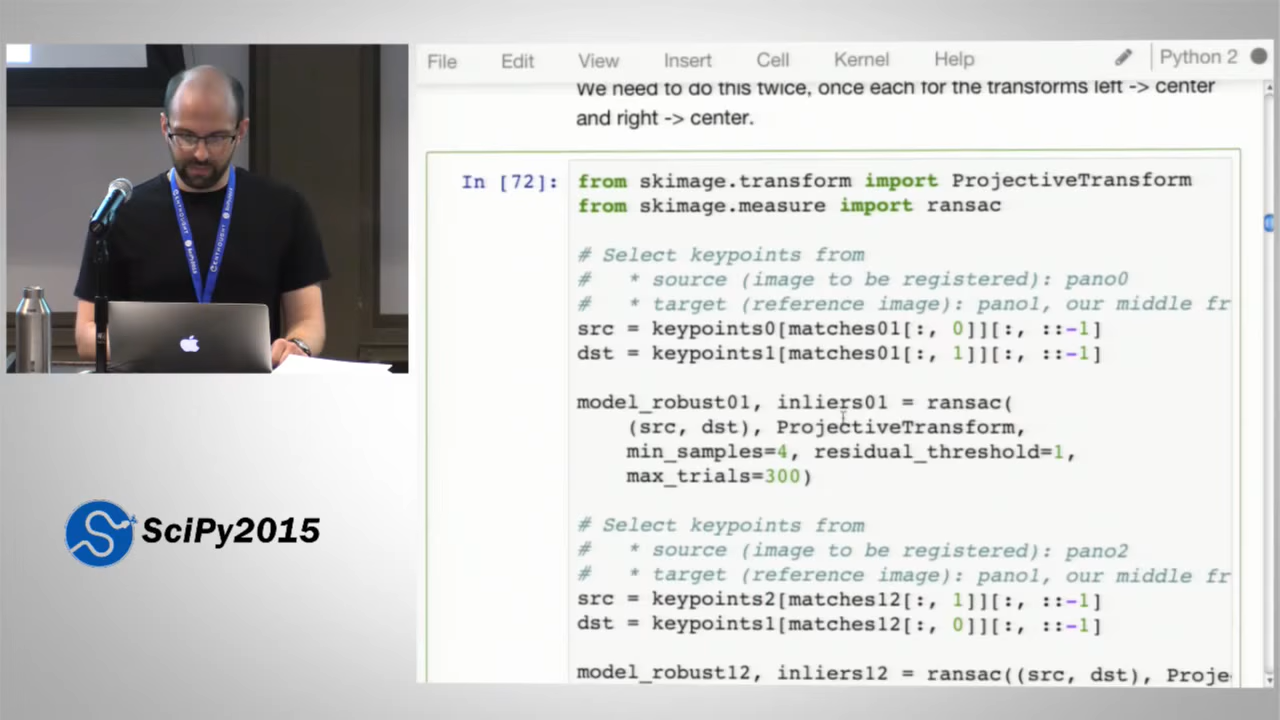 File Edit View Insert Cell Kernel Help Python 2
We need to do this twice, once each for the transforms left -> center
and right -> center.
In [72]:
from skimage.transform import ProjectiveTransform
from skimage.measure import ransac
# Select keypoints from
#   * source (image to be registered): pano0
#   * target (reference image): pano1, our middle fr
src = keypoints0[matches01[:, 0]][:, ::-1]
dst = keypoints1[matches01[:, 1]][:, ::-1]
model_robust01, inliers01 = ransac(
    (src, dst), ProjectiveTransform,
    min_samples=4, residual_threshold=1,
    max_trials=300)
# Select keypoints from
#   * source (image to be registered): pano2
#   * target (reference image): pano1, our middle fr
src = keypoints2[matches12[:, 1]][:, ::-1]
dst = keypoints1[matches12[:, 0]][:, ::-1]
model_robust12, inliers12 = ransac((src, dst), Proje
ENTHOUGHT
SciPy2015